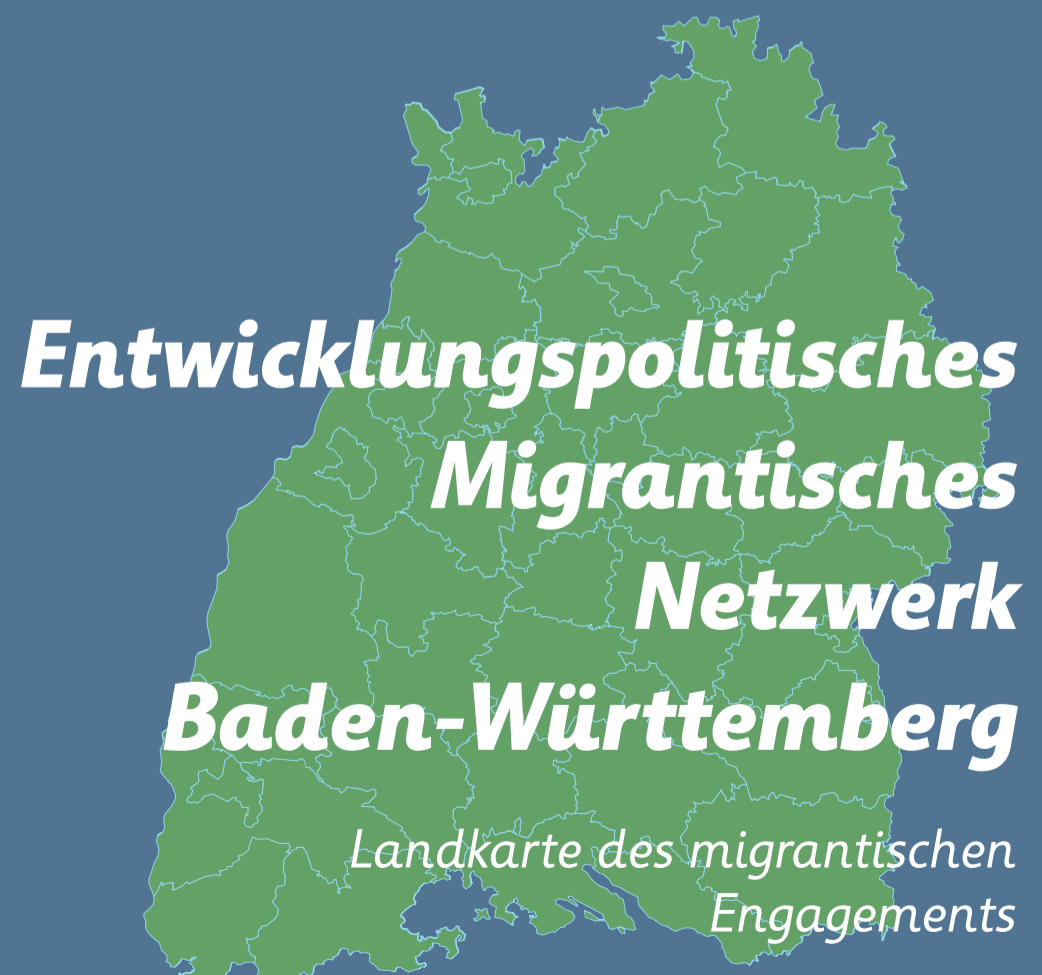 Entwicklungspolitisches
Migrantisches
Netzwerk
Baden-Württemberg
Landkarte des migrantischen
Engagements